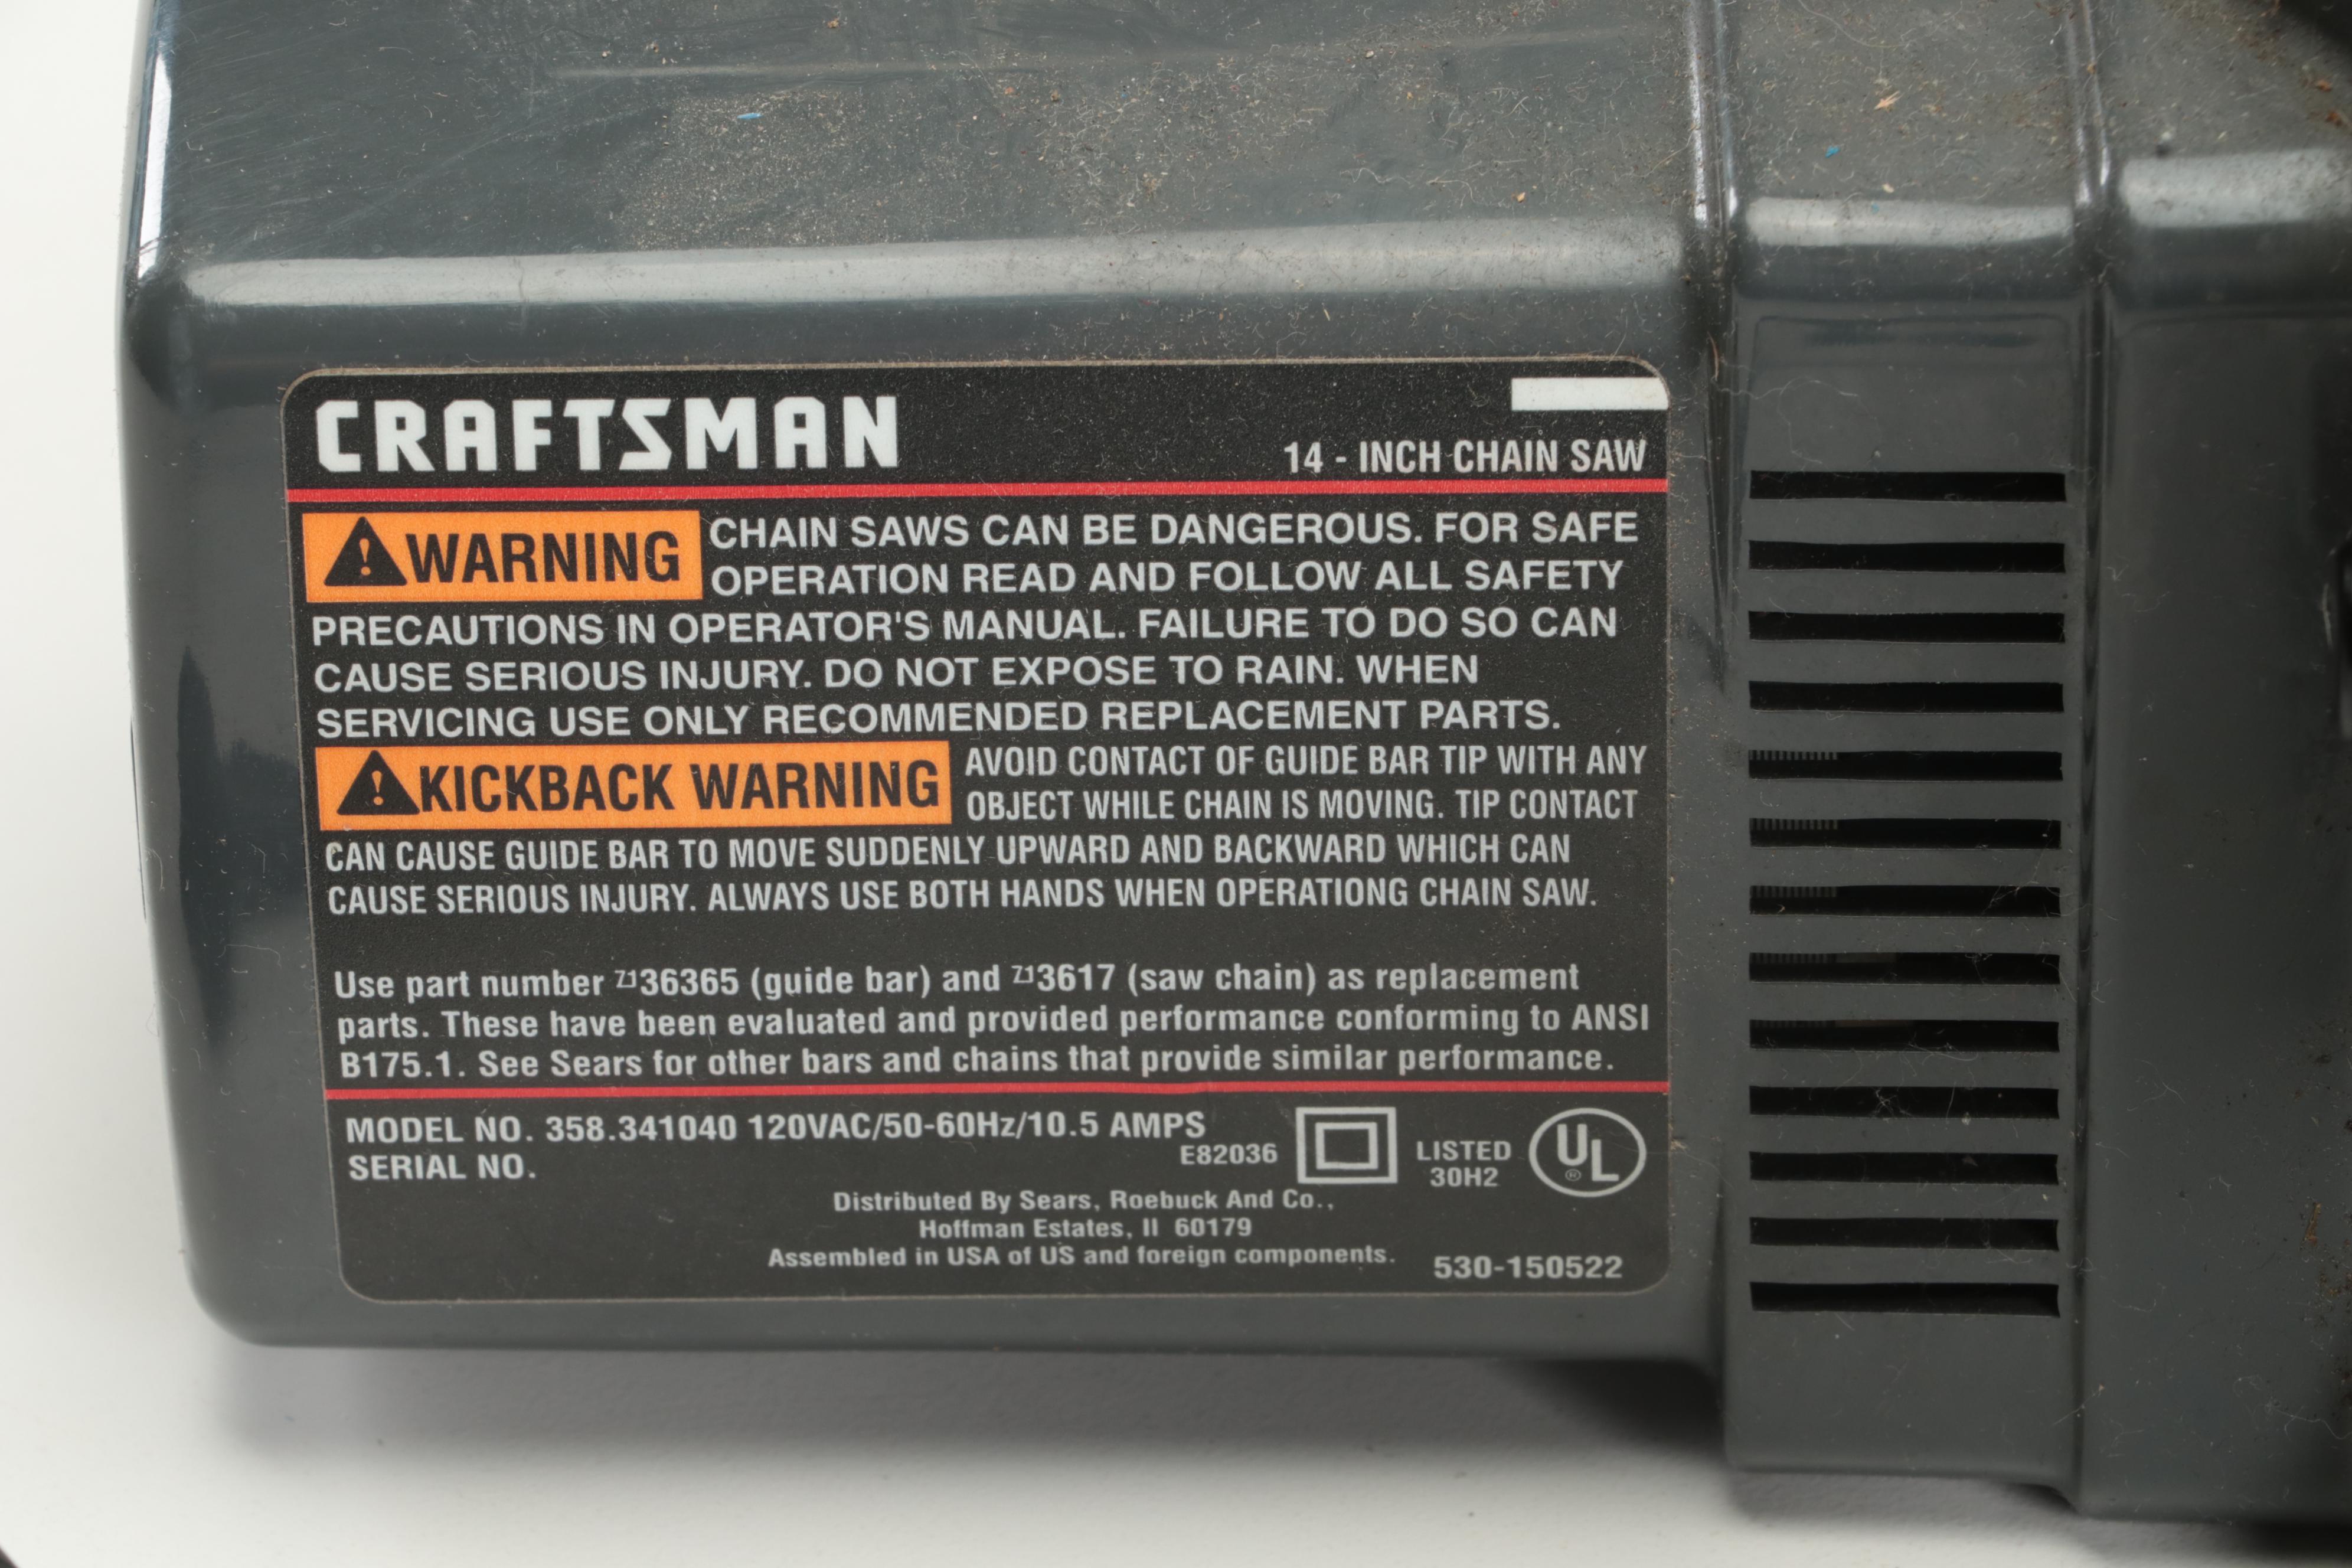 CRAFTSMAN
14 - INCH CHAIN SAW
WARNING CHAIN SAWS CAN BE DANGEROUS. FOR SAFE
OPERATION READ AND FOLLOW ALL SAFETY
PRECAUTIONS IN OPERATOR'S MANUAL. FAILURE TO DO SO CAN
CAUSE SERIOUS INJURY. DO NOT EXPOSE TO RAIN. WHEN
SERVICING USE ONLY RECOMMENDED REPLACEMENT PARTS.
KICKBACK WARNING AVOID CONTACT OF GUIDE BAR TIP WITH ANY
OBJECT WHILE CHAIN IS MOVING. TIP CONTACT
CAN CAUSE GUIDE BAR TO MOVE SUDDENLY UPWARD AND BACKWARD WHICH CAN
CAUSE SERIOUS INJURY. ALWAYS USE BOTH HANDS WHEN OPERATIONG CHAIN SAW.
Use part number 7136365 (guide bar) and 713617 (saw chain) as replacement
parts. These have been evaluated and provided performance conforming to ANSI
B175.1. See Sears for other bars and chains that provide similar performance.
MODEL NO. 358.341040 120VAC/50-60Hz/10.5 AMPS
SERIAL NO.
E82036
LISTED
30H2
UL ®
Distributed By Sears, Roebuck And Co.,
Hoffman Estates, Il 60179
Assembled in USA of US and foreign components.
530-150522